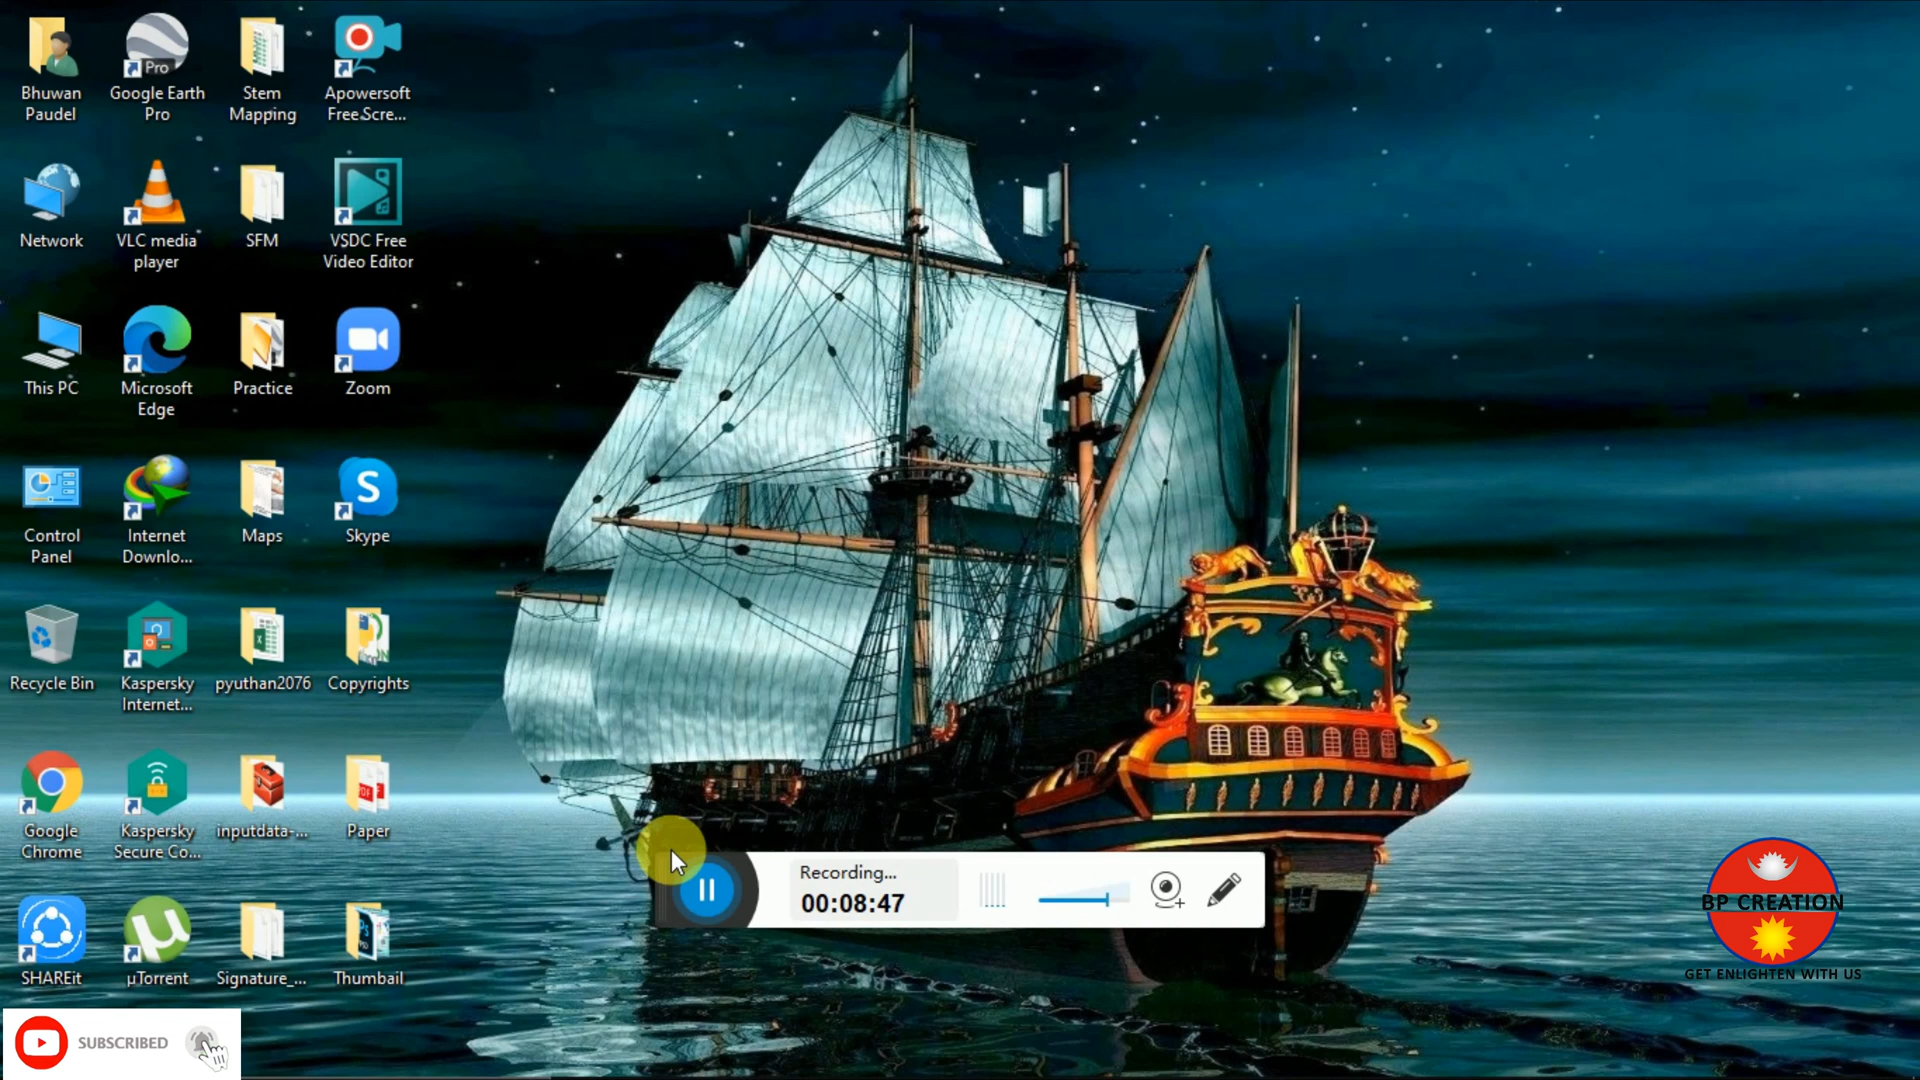 Bhuwan
Paudel
Google Earth
Pro
Pro
Stem
Mapping
Apowersoft
Free Scre...
Network
VLC media
player
SFM
VSDC Free
Video Editor
This PC
Microsoft
Edge
Practice
Zoom
Control
Panel
Internet
Downlo...
Maps
S
Skype
Recycle Bin
Kaspersky
Internet...
pyuthan2076
Copyrights
Google
Chrome
Kaspersky
Secure Co...
inputdata-...
PDF
Paper
SHAREit
µ
µTorrent
Signature_...
Ps
Thumbail
Recording...
00:08:47
BP CREATION
GET ENLIGHTEN WITH US
SUBSCRIBED